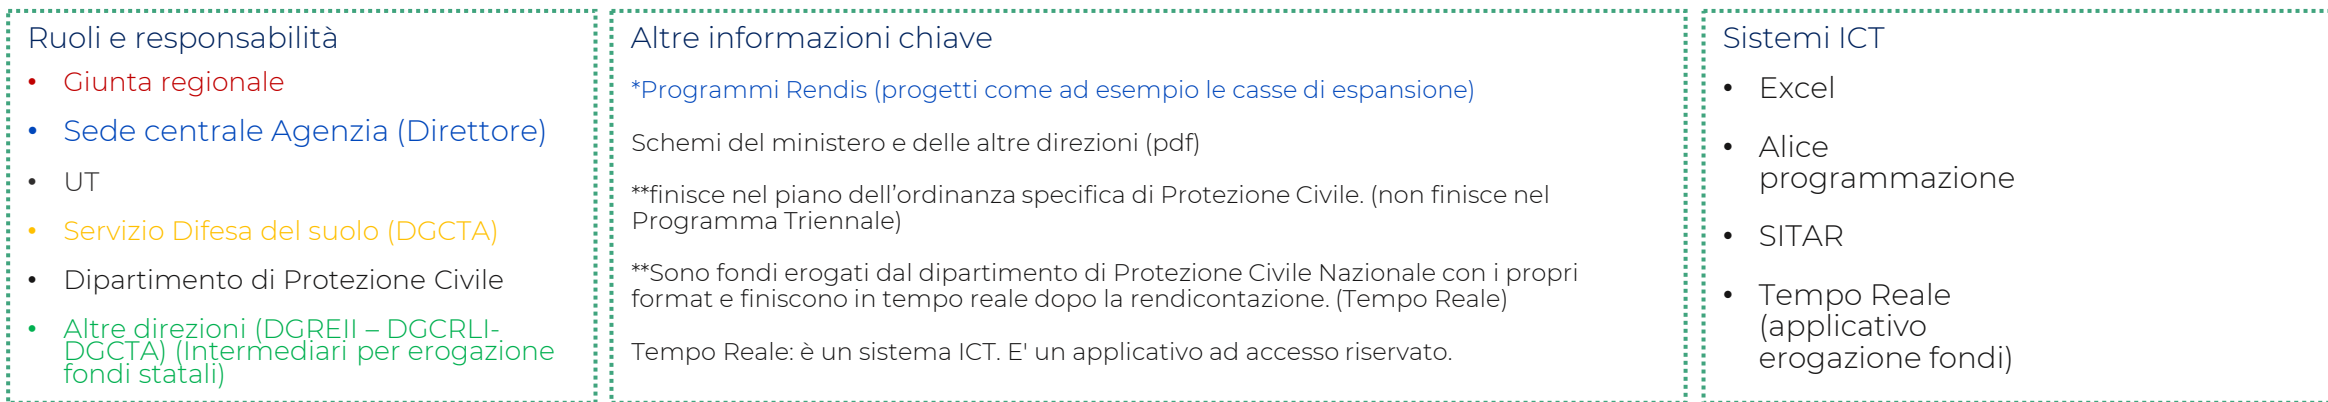 Ruoli e responsabilità
• Giunta regionale
• Sede centrale Agenzia (Direttore)
• UT
• Servizio Difesa del suolo (DGCTA)
• Dipartimento di Protezione Civile
• Altre direzioni (DGREII – DGCRLI-
DGCTA) (Intermediari per erogazione
fondi statali)
Altre informazioni chiave
*Programmi Rendis (progetti come ad esempio le casse di espansione)
Schemi del ministero e delle altre direzioni (pdf)
**finisce nel piano dell’ordinanza specifica di Protezione Civile. (non finisce nel
Programma Triennale)
**Sono fondi erogati dal dipartimento di Protezione Civile Nazionale con i propri
format e finiscono in tempo reale dopo la rendicontazione. (Tempo Reale)
Tempo Reale: è un sistema ICT. E' un applicativo ad accesso riservato.
Sistemi ICT
• Excel
• Alice
programmazione
• SITAR
• Tempo Reale
(applicativo
erogazione fondi)